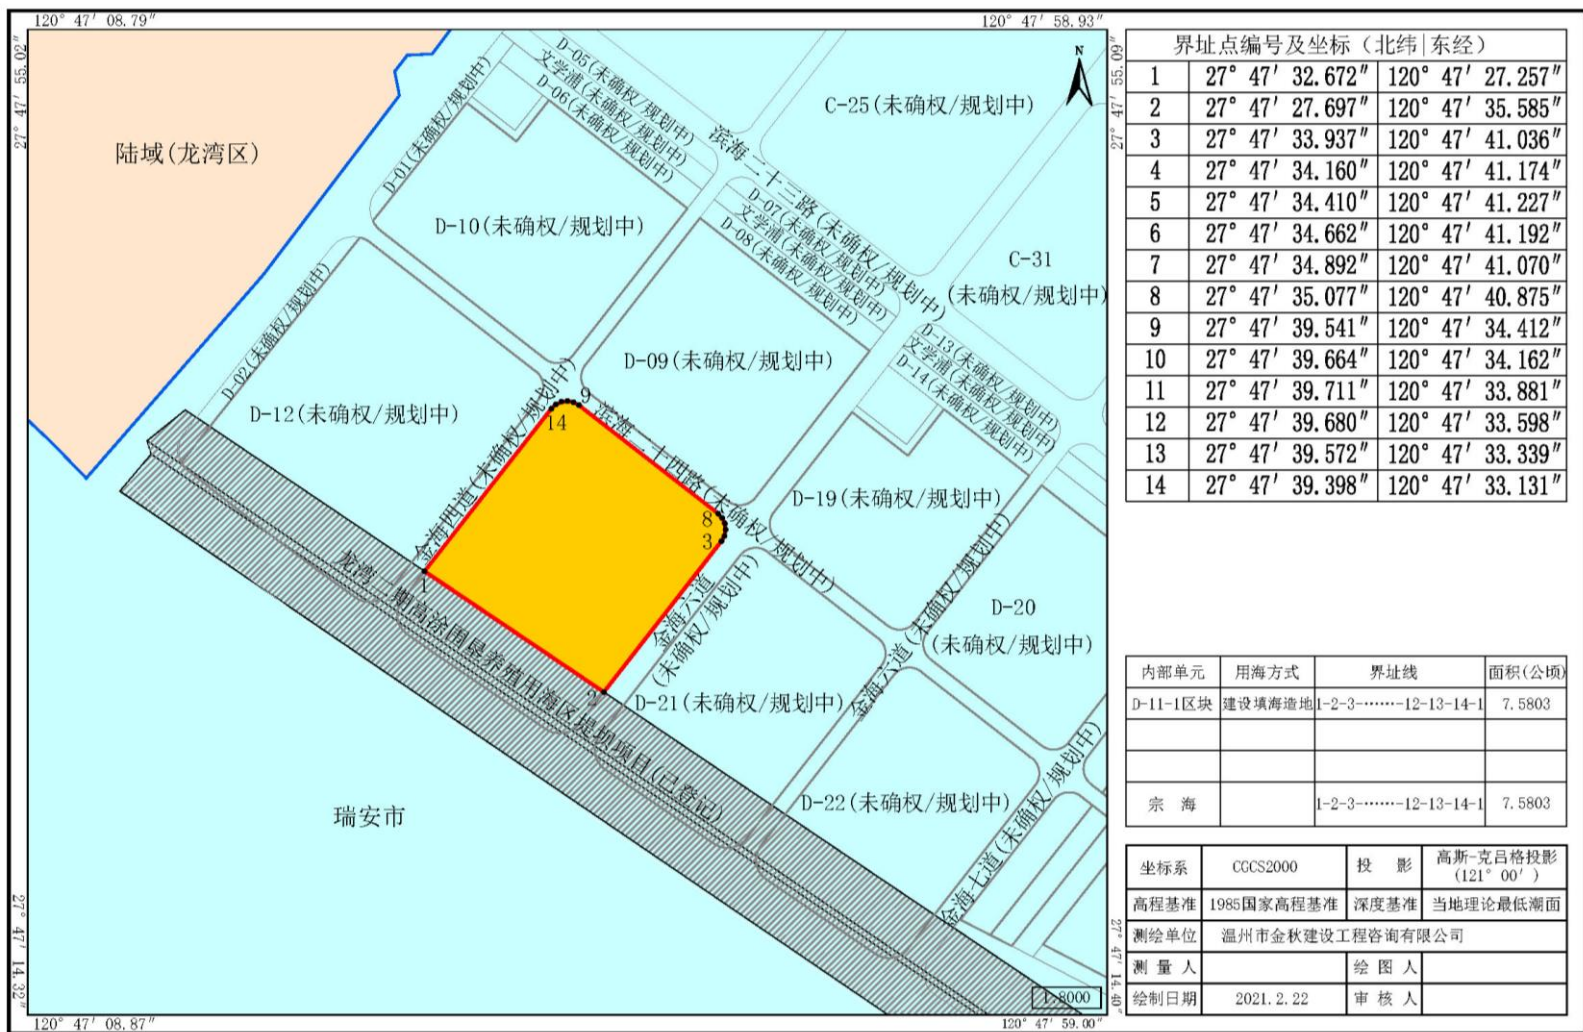 120° 47′ 08.79″
120° 47′ 58.93″
27° 47′ 55.02″
27° 47′ 55.09″
N
陆域(龙湾区)
D-05(未确权/规划中)
文学浦(未确权/规划中)
D-06(未确权/规划中)
D-01(未确权/规划中)
C-25(未确权/规划中)
滨海二十三路(未确权/规划中)
D-10(未确权/规划中)
D-07(未确权/规划中)
文学浦(未确权/规划中)
D-08(未确权/规划中)
C-31
(未确权/规划中)
D-02(未确权/规划中)
D-09(未确权/规划中)
D-13(未确权/规划中)
文学浦(未确权/规划中)
D-14(未确权/规划中)
D-12(未确权/规划中)
9
14
滨海二十四路(未确权/规划中)
金海四道(未确权/规划中)
D-19(未确权/规划中)
8
3
1
2
金海六道
(未确权/规划中)
D-20
(未确权/规划中)
金海六道(未确权/规划中)
D-21(未确权/规划中)
龙湾二期高涂围垦养殖用海区堤坝项目(已登记)
D-22(未确权/规划中)
金海七道(未确权/规划中)
瑞安市
1:8000
27° 47′ 14.32″
27° 47′ 14.40″
120° 47′ 08.87″
120° 47′ 59.00″
界址点编号及坐标（北纬|东经）
1 27° 47′ 32.672″ 120° 47′ 27.257″
2 27° 47′ 27.697″ 120° 47′ 35.585″
3 27° 47′ 33.937″ 120° 47′ 41.036″
4 27° 47′ 34.160″ 120° 47′ 41.174″
5 27° 47′ 34.410″ 120° 47′ 41.227″
6 27° 47′ 34.662″ 120° 47′ 41.192″
7 27° 47′ 34.892″ 120° 47′ 41.070″
8 27° 47′ 35.077″ 120° 47′ 40.875″
9 27° 47′ 39.541″ 120° 47′ 34.412″
10 27° 47′ 39.664″ 120° 47′ 34.162″
11 27° 47′ 39.711″ 120° 47′ 33.881″
12 27° 47′ 39.680″ 120° 47′ 33.598″
13 27° 47′ 39.572″ 120° 47′ 33.339″
14 27° 47′ 39.398″ 120° 47′ 33.131″
内部单元 用海方式 界址线 面积(公顷)
D-11-1区块 建设填海造地 1-2-3-……-12-13-14-1 7.5803
宗 海 1-2-3-……-12-13-14-1 7.5803
坐标系 CGCS2000 投 影 高斯-克吕格投影
(121° 00′ )
高程基准 1985国家高程基准 深度基准 当地理论最低潮面
测绘单位 温州市金秋建设工程咨询有限公司
测 量 人 绘 图 人
绘制日期 2021.2.22 审 核 人